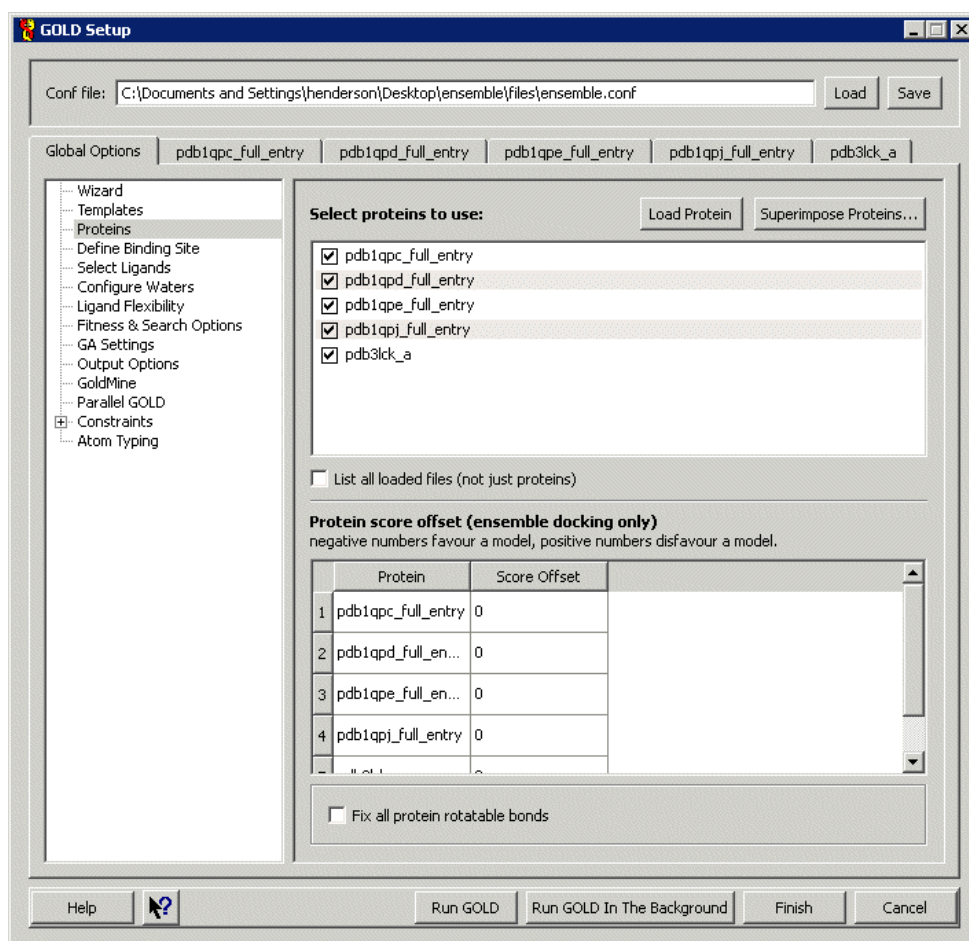 GOLD Setup
Conf file: C:\Documents and Settings\henderson\Desktop\ensemble\files\ensemble.conf Load Save
Global Options pdb1qpc_full_entry pdb1qpd_full_entry pdb1qpe_full_entry pdb1qpj_full_entry pdb3lck_a
Wizard
Templates
Proteins
Define Binding Site
Select Ligands
Configure Waters
Ligand Flexibility
Fitness & Search Options
GA Settings
Output Options
GoldMine
Parallel GOLD
Constraints
Atom Typing
Select proteins to use: Load Protein Superimpose Proteins...
pdb1qpc_full_entry
pdb1qpd_full_entry
pdb1qpe_full_entry
pdb1qpj_full_entry
pdb3lck_a
List all loaded files (not just proteins)
Protein score offset (ensemble docking only)
negative numbers favour a model, positive numbers disfavour a model.
Protein Score Offset
1 pdb1qpc_full_entry 0
2 pdb1qpd_full_en... 0
3 pdb1qpe_full_en... 0
4 pdb1qpj_full_entry 0
Fix all protein rotatable bonds
Help Run GOLD Run GOLD In The Background Finish Cancel